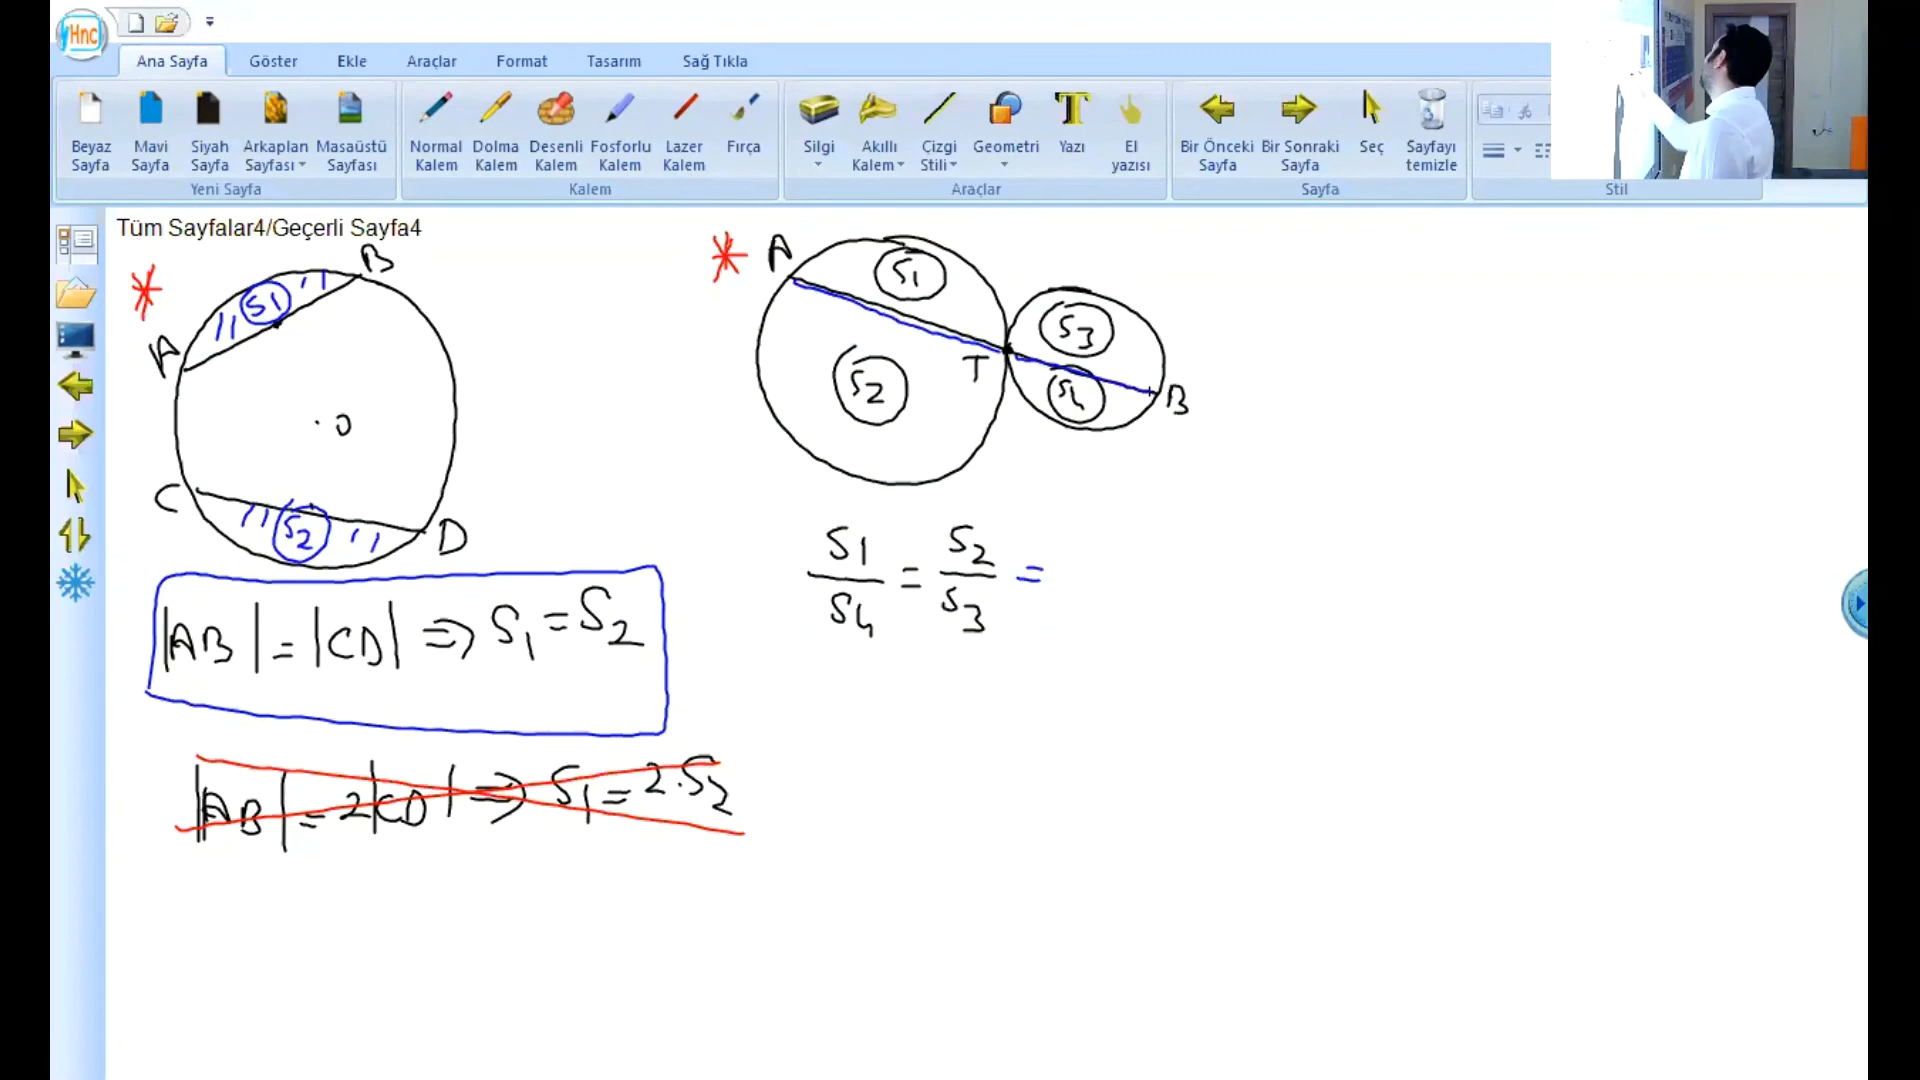 Hnc
Ana Sayfa Göster Ekle Araçlar Format Tasarım Sağ Tıkla
Beyaz Sayfa Mavi Sayfa Siyah Sayfa Arkaplan Sayfası Masaüstü Sayfası
Normal Kalem Dolma Kalem Desenli Kalem Fosforlu Kalem Lazer Kalem Fırça
Silgi Akıllı Kalem Çizgi Stili Geometri Yazı El yazısı
Bir Önceki Sayfa Bir Sonraki Sayfa Seç Sayfayı temizle
Yeni Sayfa Kalem Araçlar Sayfa Stil
Tüm Sayfalar4/Geçerli Sayfa4
A B S1
O
C D S2
|AB| = |CD| ⇒ S1 = S2
|AB| = 2|CD| ⇒ S1 = 2.S2
A S1 S2 T S3 S4 B
S1/S4 = S2/S3 =